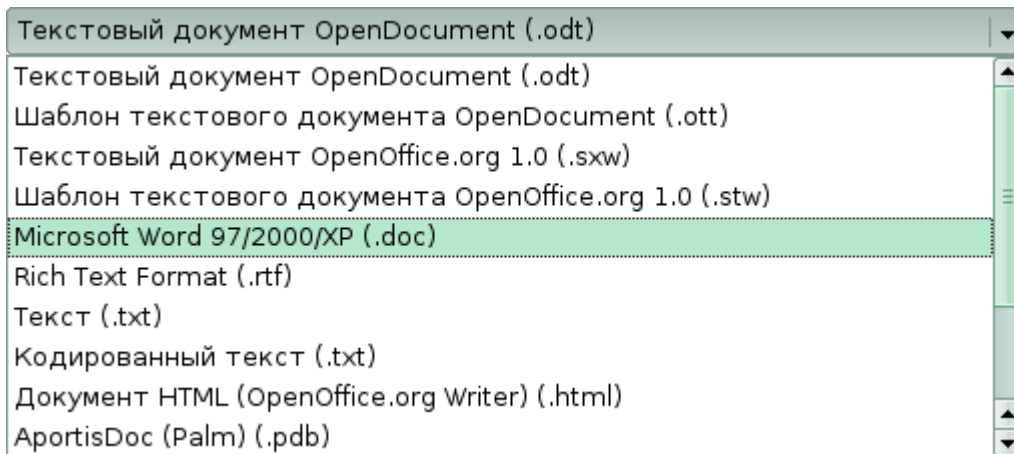 Текстовый документ OpenDocument (.odt)
Текстовый документ OpenDocument (.odt)
Шаблон текстового документа OpenDocument (.ott)
Текстовый документ OpenOffice.org 1.0 (.sxw)
Шаблон текстового документа OpenOffice.org 1.0 (.stw)
Microsoft Word 97/2000/XP (.doc)
Rich Text Format (.rtf)
Текст (.txt)
Кодированный текст (.txt)
Документ HTML (OpenOffice.org Writer) (.html)
AportisDoc (Palm) (.pdb)